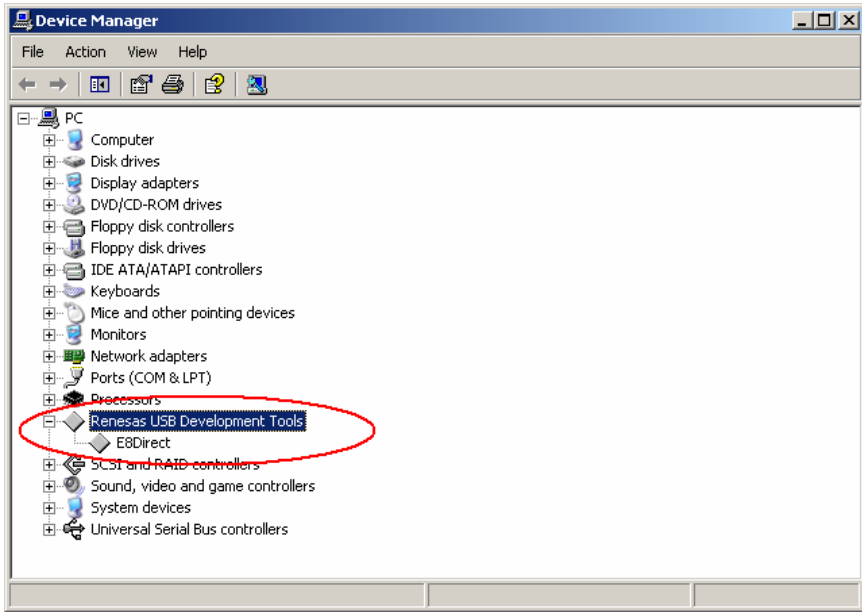 Device Manager
File Action View Help
PC
Computer
Disk drives
Display adapters
DVD/CD-ROM drives
Floppy disk controllers
Floppy disk drives
IDE ATA/ATAPI controllers
Keyboards
Mice and other pointing devices
Monitors
Network adapters
Ports (COM & LPT)
Processors
Renesas USB Development Tools
E8Direct
SCSI and RAID controllers
Sound, video and game controllers
System devices
Universal Serial Bus controllers